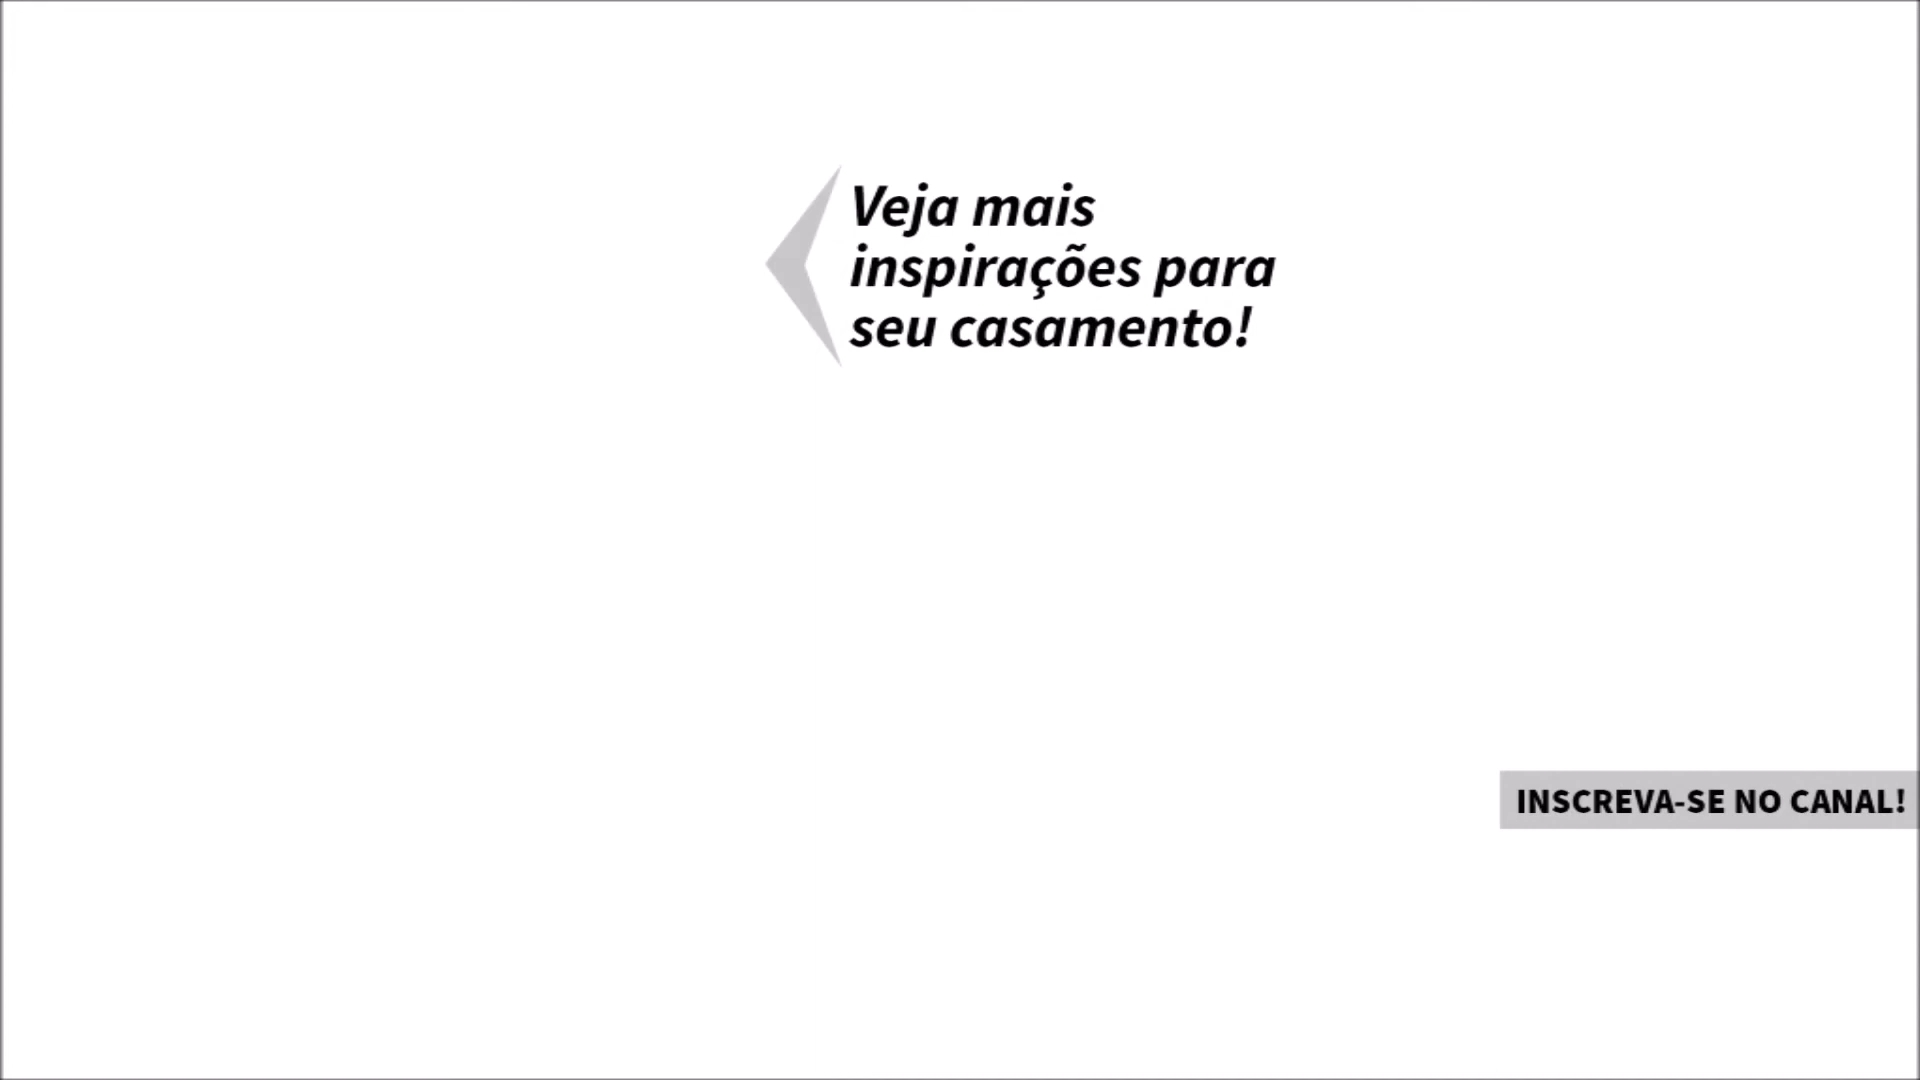 Veja mais
inspirações para
seu casamento!
INSCREVA-SE NO CANAL!